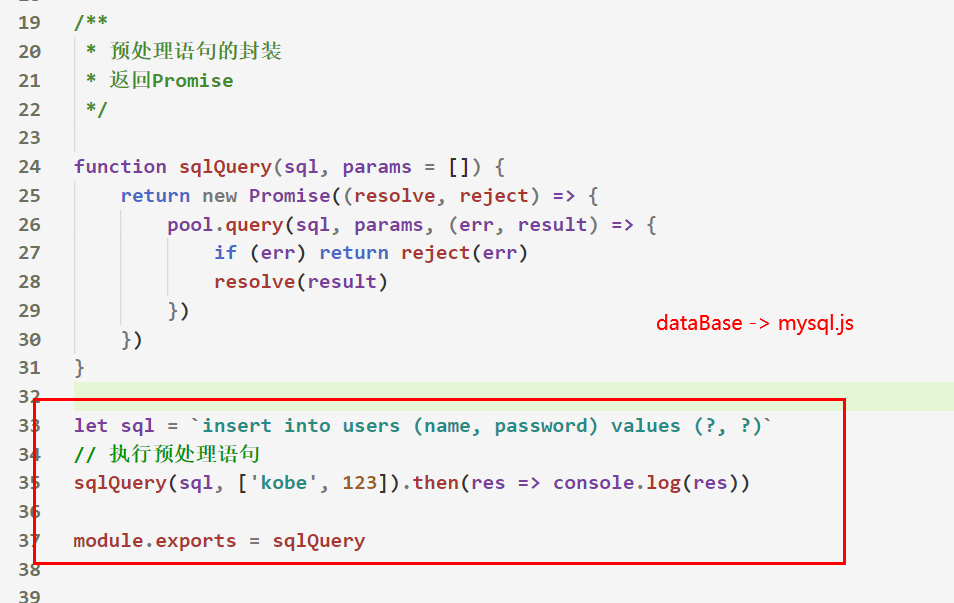 19 /**
20  * 预处理语句的封装
21  * 返回Promise
22  */
23
24 function sqlQuery(sql, params = []) {
25     return new Promise((resolve, reject) => {
26         pool.query(sql, params, (err, result) => {
27             if (err) return reject(err)
28             resolve(result)
29         })
dataBase -> mysql.js
30     })
31 }
32
33 let sql = `insert into users (name, password) values (?, ?)`
34 // 执行预处理语句
35 sqlQuery(sql, ['kobe', 123]).then(res => console.log(res))
36
37 module.exports = sqlQuery
38
39